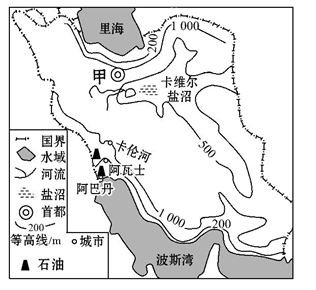 里海
200
1 000
甲
卡维尔
盐沼
500
卡伦河
阿瓦士
阿巴丹
1 000
200
波斯湾
国界
水域
河流
盐沼
首都
200
等高线/m
城市
石油